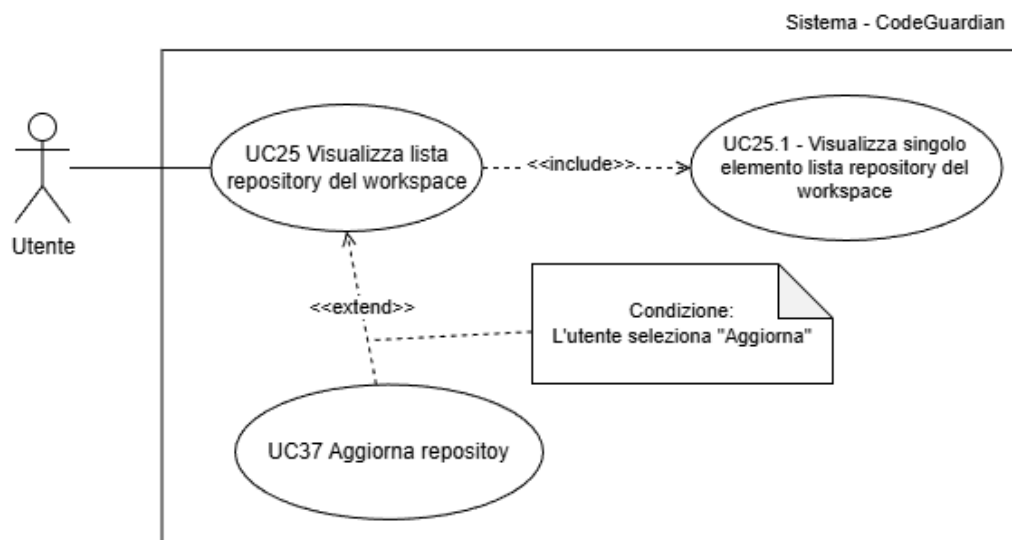 Sistema - CodeGuardian
UC25 Visualizza lista
repository del workspace
<<include>>
UC25.1 - Visualizza singolo
elemento lista repository del
workspace
Utente
<<extend>>
Condizione:
L'utente seleziona "Aggiorna"
UC37 Aggiorna repositoy